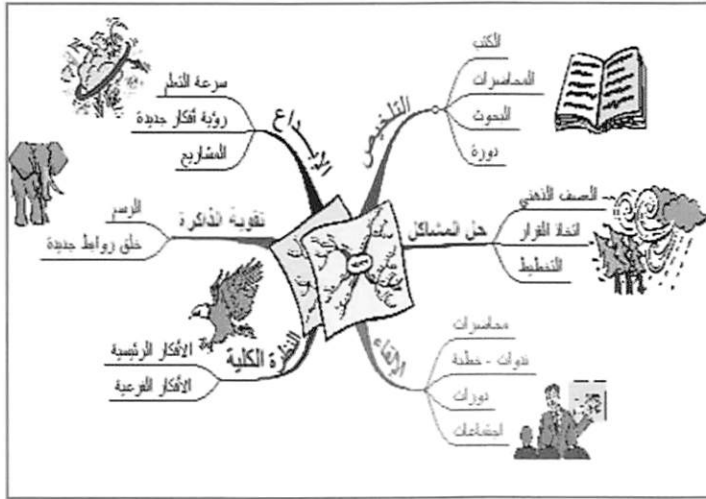 التلخيص
الكتب
المحاضرات
البحوث
دورة
حل المشاكل
العصف الذهني
اتخاذ القرار
التخطيط
الإلقاء
محاضرات
ندوات - خطبة
دورات
اجتماعات
الإبداع
سرعة التعلم
رؤية أفكار جديدة
المشاريع
تقوية الذاكرة
الرسم
خلق روابط جديدة
النظرة الكلية
الأفكار الرئيسية
الأفكار الفرعية